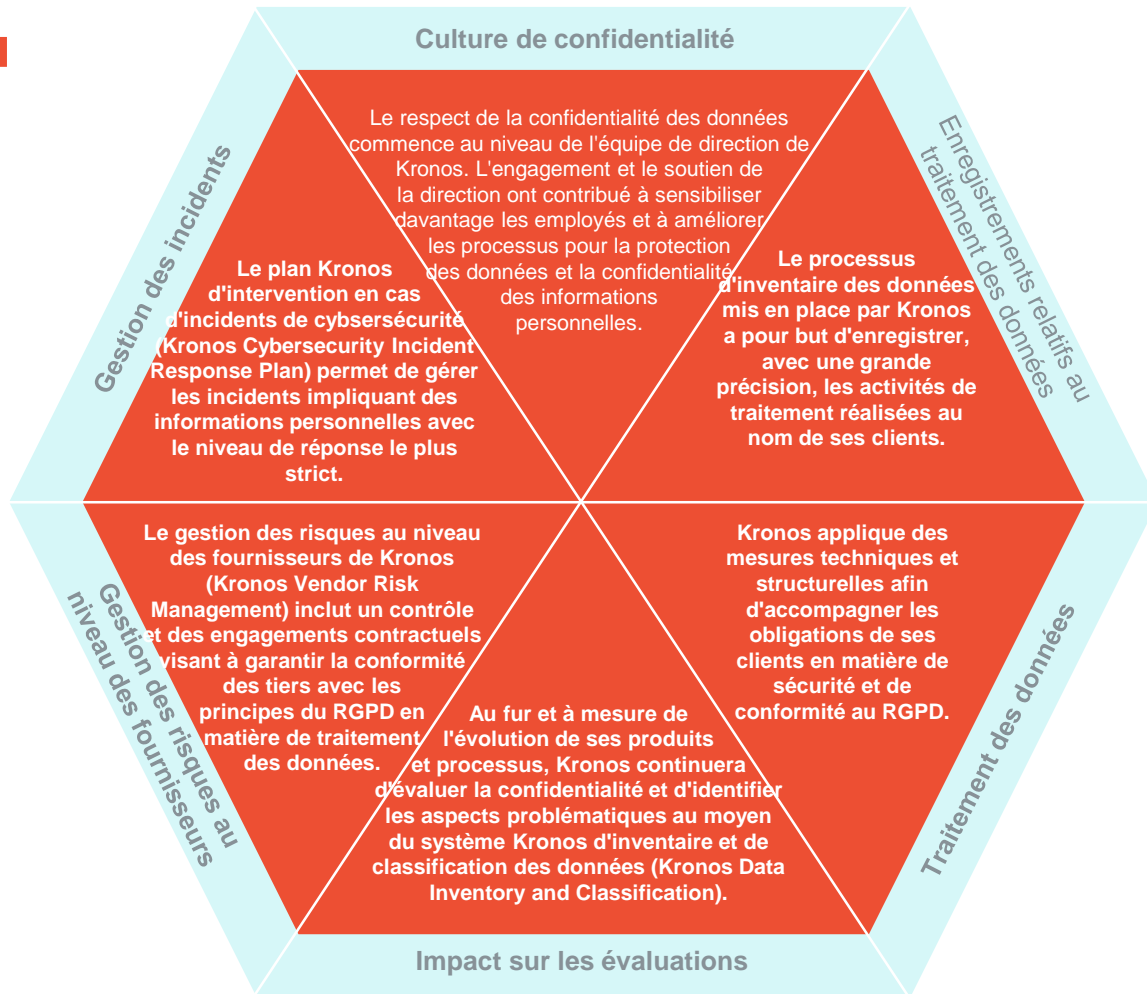 Culture de confidentialité
Le respect de la confidentialité des données
commence au niveau de l'équipe de direction de
Kronos. L'engagement et le soutien de
la direction ont contribué à sensibiliser
davantage les employés et à améliorer
les processus pour la protection
des données et la confidentialité
des informations
personnelles.
Enregistrements relatifs au
traitement des données
Le processus
d'inventaire des données
mis en place par Kronos
a pour but d'enregistrer,
avec une grande
précision, les activités de
traitement réalisées au
nom de ses clients.
Traitement des données
Kronos applique des
mesures techniques et
structurelles afin
d'accompagner les
obligations de ses
clients en matière de
sécurité et de
conformité au RGPD.
Impact sur les évaluations
Au fur et à mesure de
l'évolution de ses produits
et processus, Kronos continuera
d'évaluer la confidentialité et d'identifier
les aspects problématiques au moyen
du système Kronos d'inventaire et de
classification des données (Kronos Data
Inventory and Classification).
Gestion des risques au
niveau des fournisseurs
Le gestion des risques au niveau
des fournisseurs de Kronos
(Kronos Vendor Risk
Management) inclut un contrôle
et des engagements contractuels
visant à garantir la conformité
des tiers avec les
principes du RGPD en
matière de traitement
des données.
Gestion des incidents
Le plan Kronos
d'intervention en cas
d'incidents de cybsersécurité
(Kronos Cybersecurity Incident
Response Plan) permet de gérer
les incidents impliquant des
informations personnelles avec
le niveau de réponse le plus
strict.